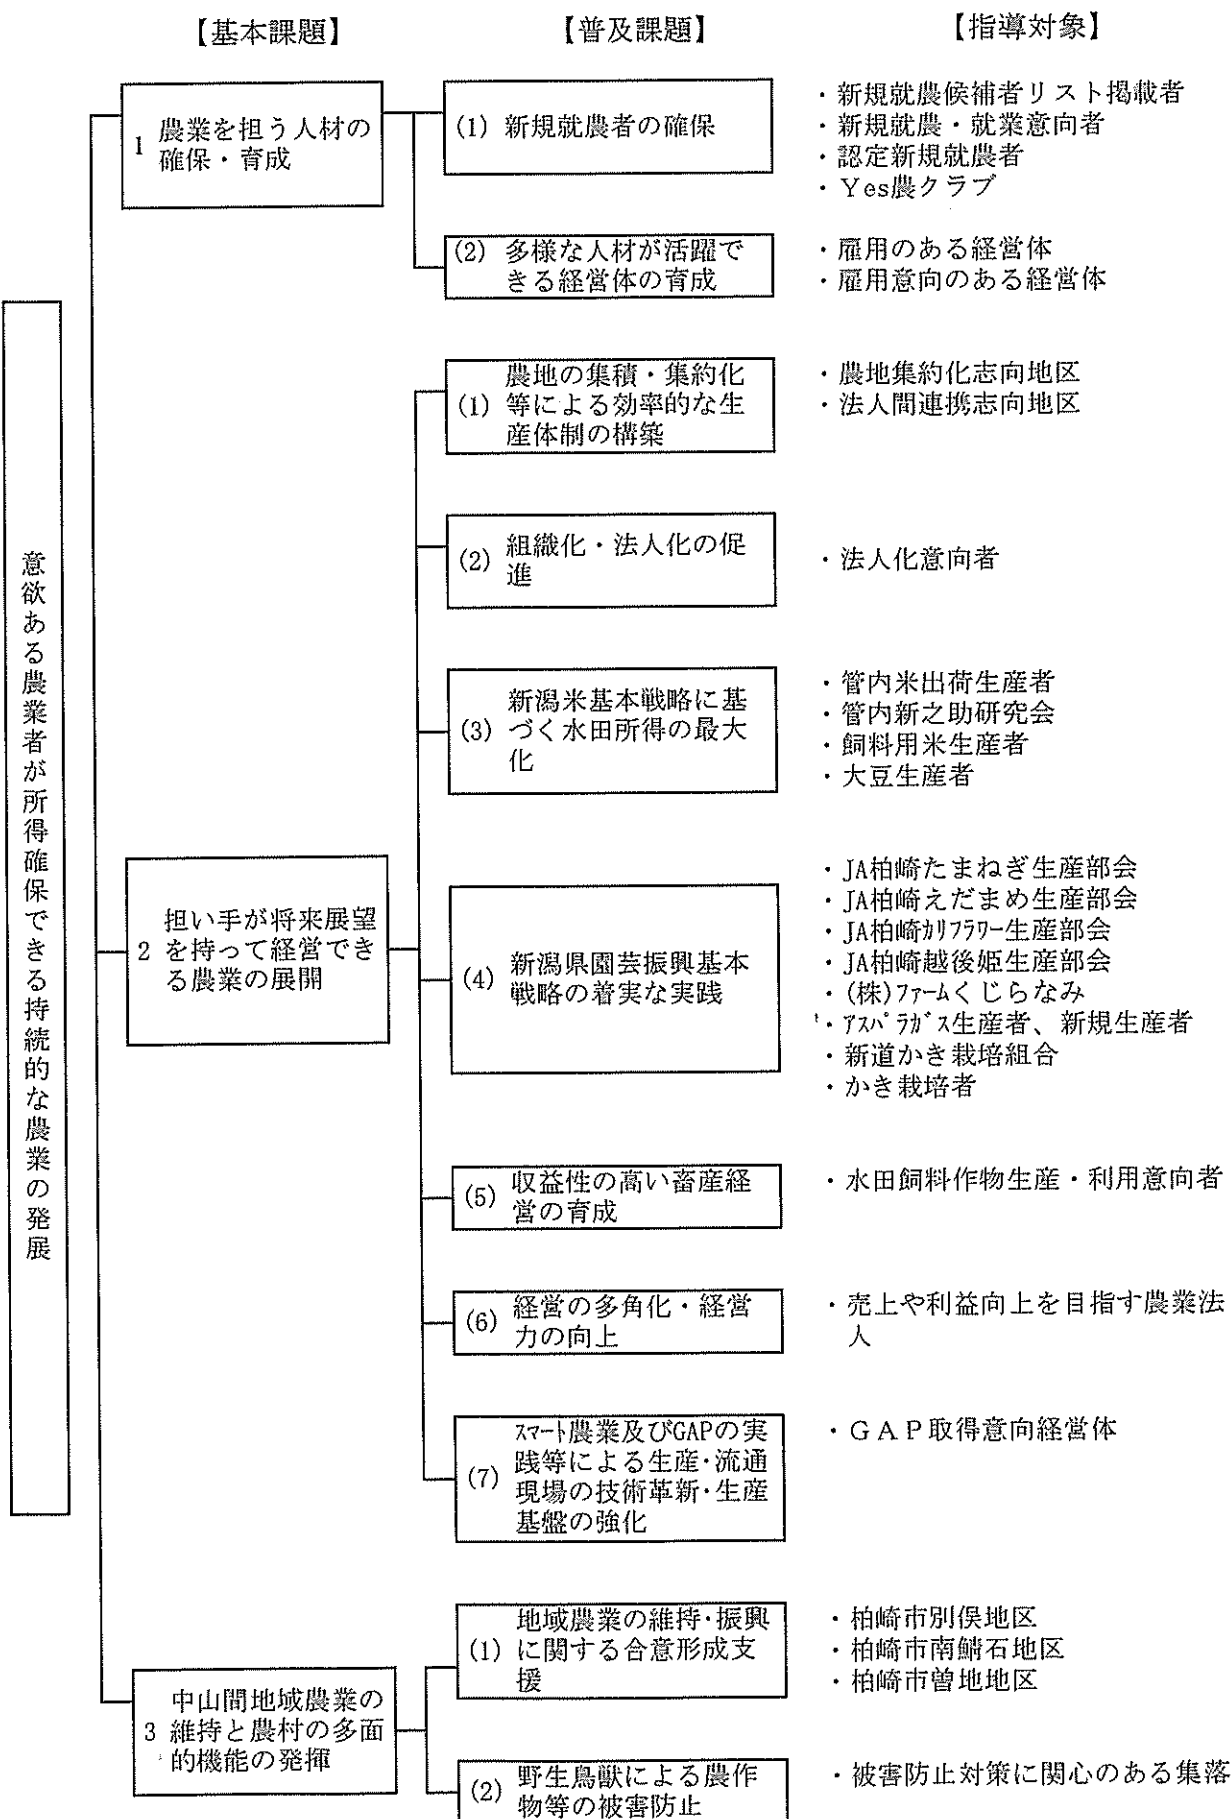 【基本課題】
【普及課題】
【指導対象】
意欲ある農業者が所得確保できる持続的な農業の発展
1 農業を担う人材の
確保・育成
(1) 新規就農者の確保
・新規就農候補者リスト掲載者
・新規就農・就業意向者
・認定新規就農者
・Yes農クラブ
(2) 多様な人材が活躍で
きる経営体の育成
・雇用のある経営体
・雇用意向のある経営体
2 担い手が将来展望
を持って経営でき
る農業の展開
(1) 農地の集積・集約化
等による効率的な生
産体制の構築
・農地集約化志向地区
・法人間連携志向地区
(2) 組織化・法人化の促
進
・法人化意向者
(3) 新潟米基本戦略に基
づく水田所得の最大
化
・管内米出荷生産者
・管内新之助研究会
・飼料用米生産者
・大豆生産者
(4) 新潟県園芸振興基本
戦略の着実な実践
・JA柏崎たまねぎ生産部会
・JA柏崎えだまめ生産部会
・JA柏崎ｶﾘﾌﾗﾜｰ生産部会
・JA柏崎越後姫生産部会
・(株)ﾌｧｰﾑくじらなみ
・ｱｽﾊﾟﾗｶﾞｽ生産者、新規生産者
・新道かき栽培組合
・かき栽培者
(5) 収益性の高い畜産経
営の育成
・水田飼料作物生産・利用意向者
(6) 経営の多角化・経営
力の向上
・売上や利益向上を目指す農業法
人
(7) ｽﾏｰﾄ農業及びGAPの実
践等による生産･流通
現場の技術革新･生産
基盤の強化
・ＧＡＰ取得意向経営体
3 中山間地域農業の
維持と農村の多面
的機能の発揮
(1) 地域農業の維持･振興
に関する合意形成支
援
・柏崎市別俣地区
・柏崎市南鯖石地区
・柏崎市曽地地区
(2) 野生鳥獣による農作
物等の被害防止
・被害防止対策に関心のある集落